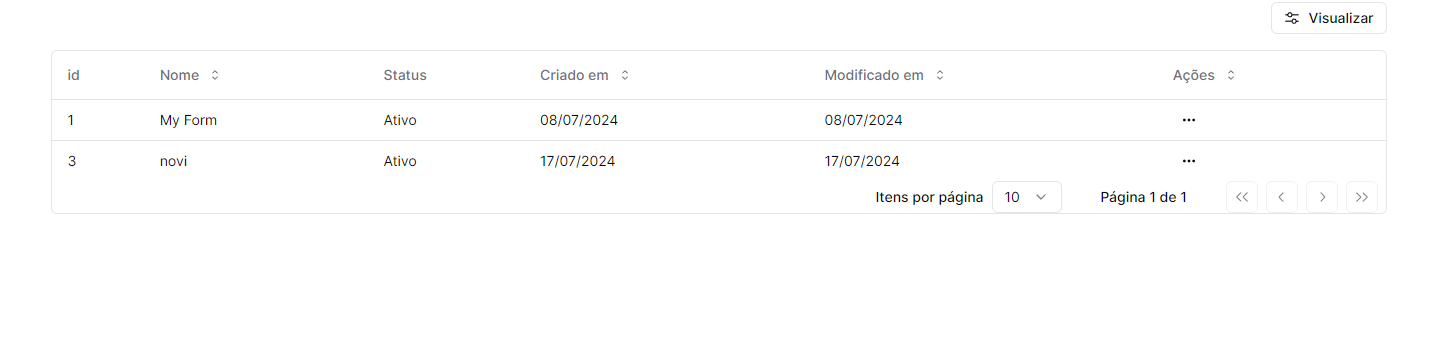 Visualizar
id Nome Status Criado em Modificado em Ações
1 My Form Ativo 08/07/2024 08/07/2024
3 novi Ativo 17/07/2024 17/07/2024
Itens por página 10 Página 1 de 1